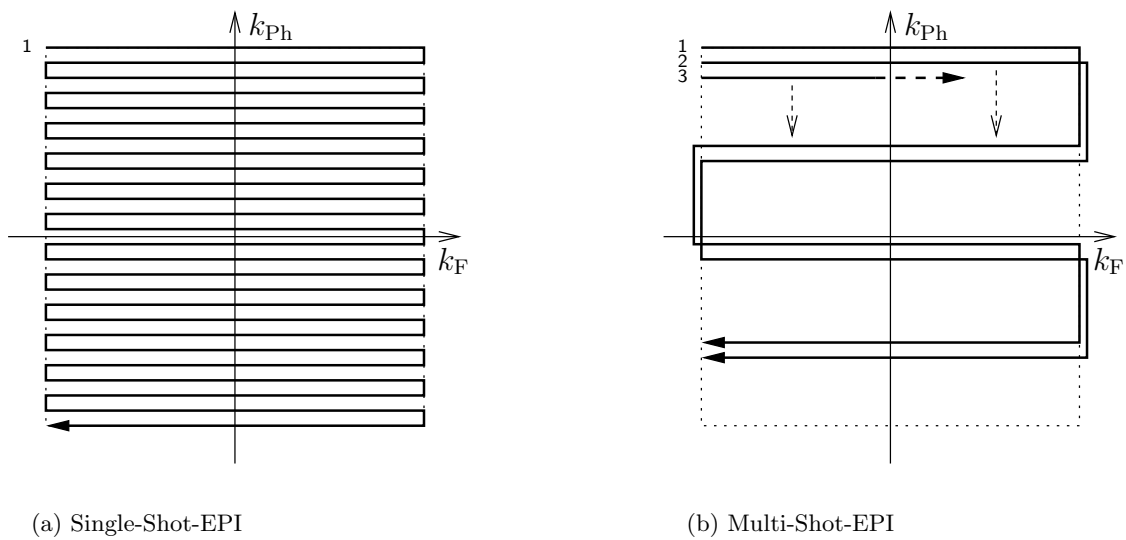 1
k_Ph
k_F
(a) Single-Shot-EPI
1
2
3
k_Ph
k_F
(b) Multi-Shot-EPI